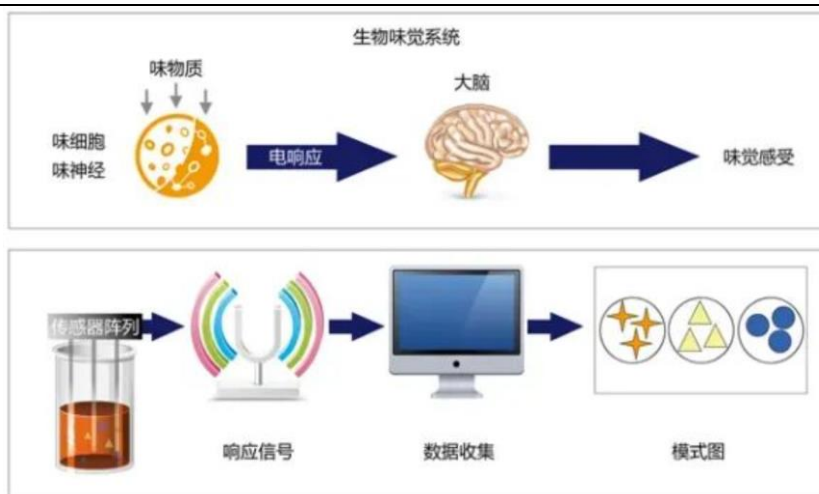 生物味觉系统
味物质
大脑
味细胞
味神经
电响应
味觉感受
传感器阵列
响应信号
数据收集
模式图